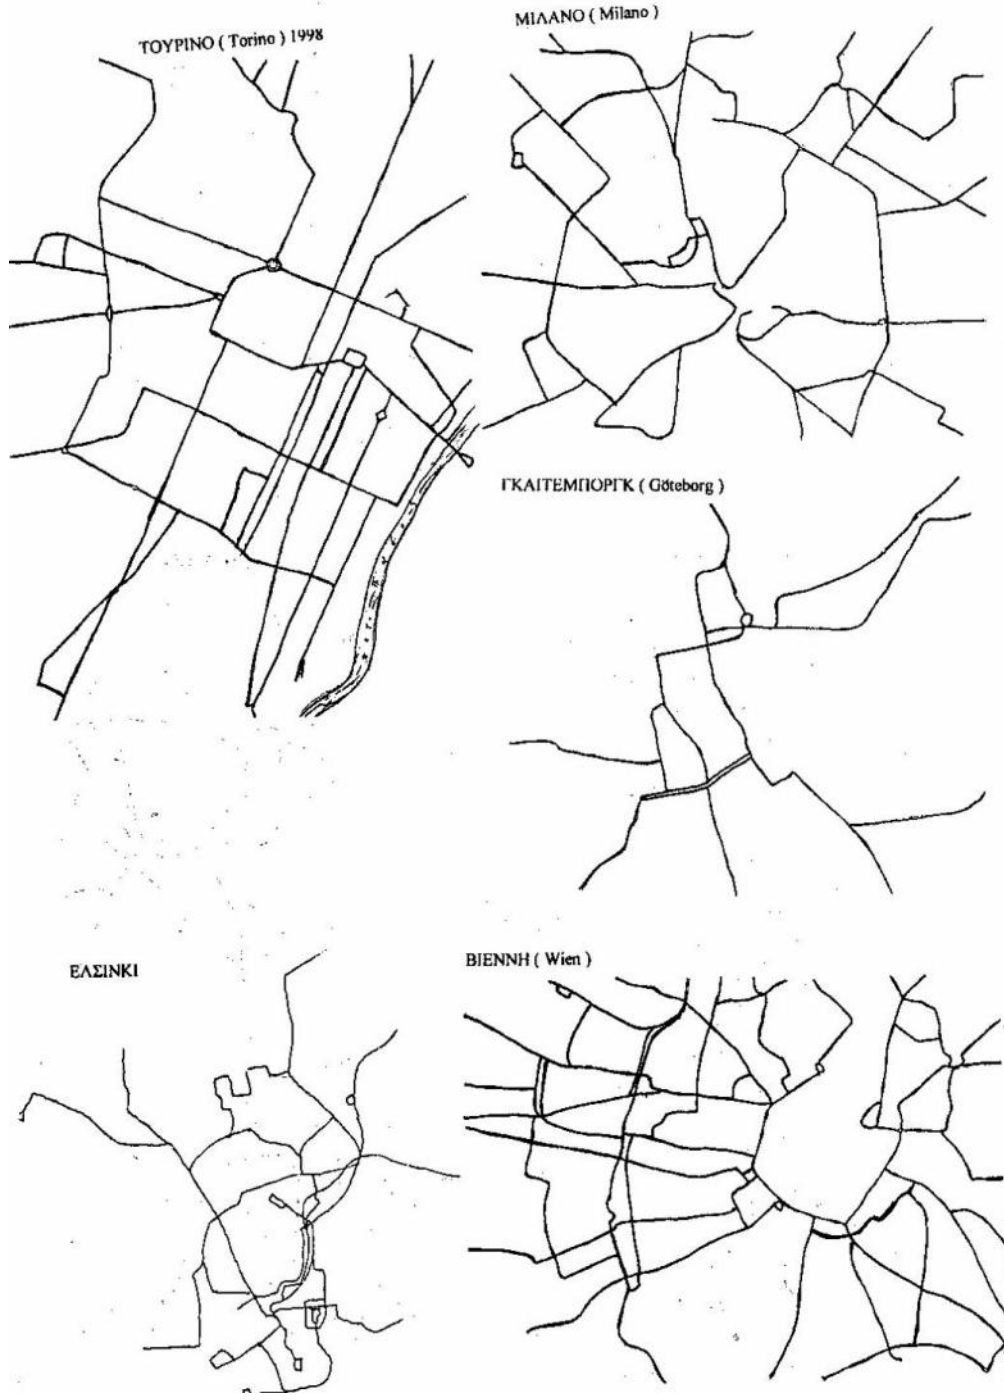 ΤΟΥΡΙΝΟ ( Torino ) 1998
ΜΙΛΑΝΟ ( Milano )
ΓΚΑΙΤΕΜΠΟΡΓΚ ( Göteborg )
ΕΛΣΙΝΚΙ
ΒΙΕΝΝΗ ( Wien )